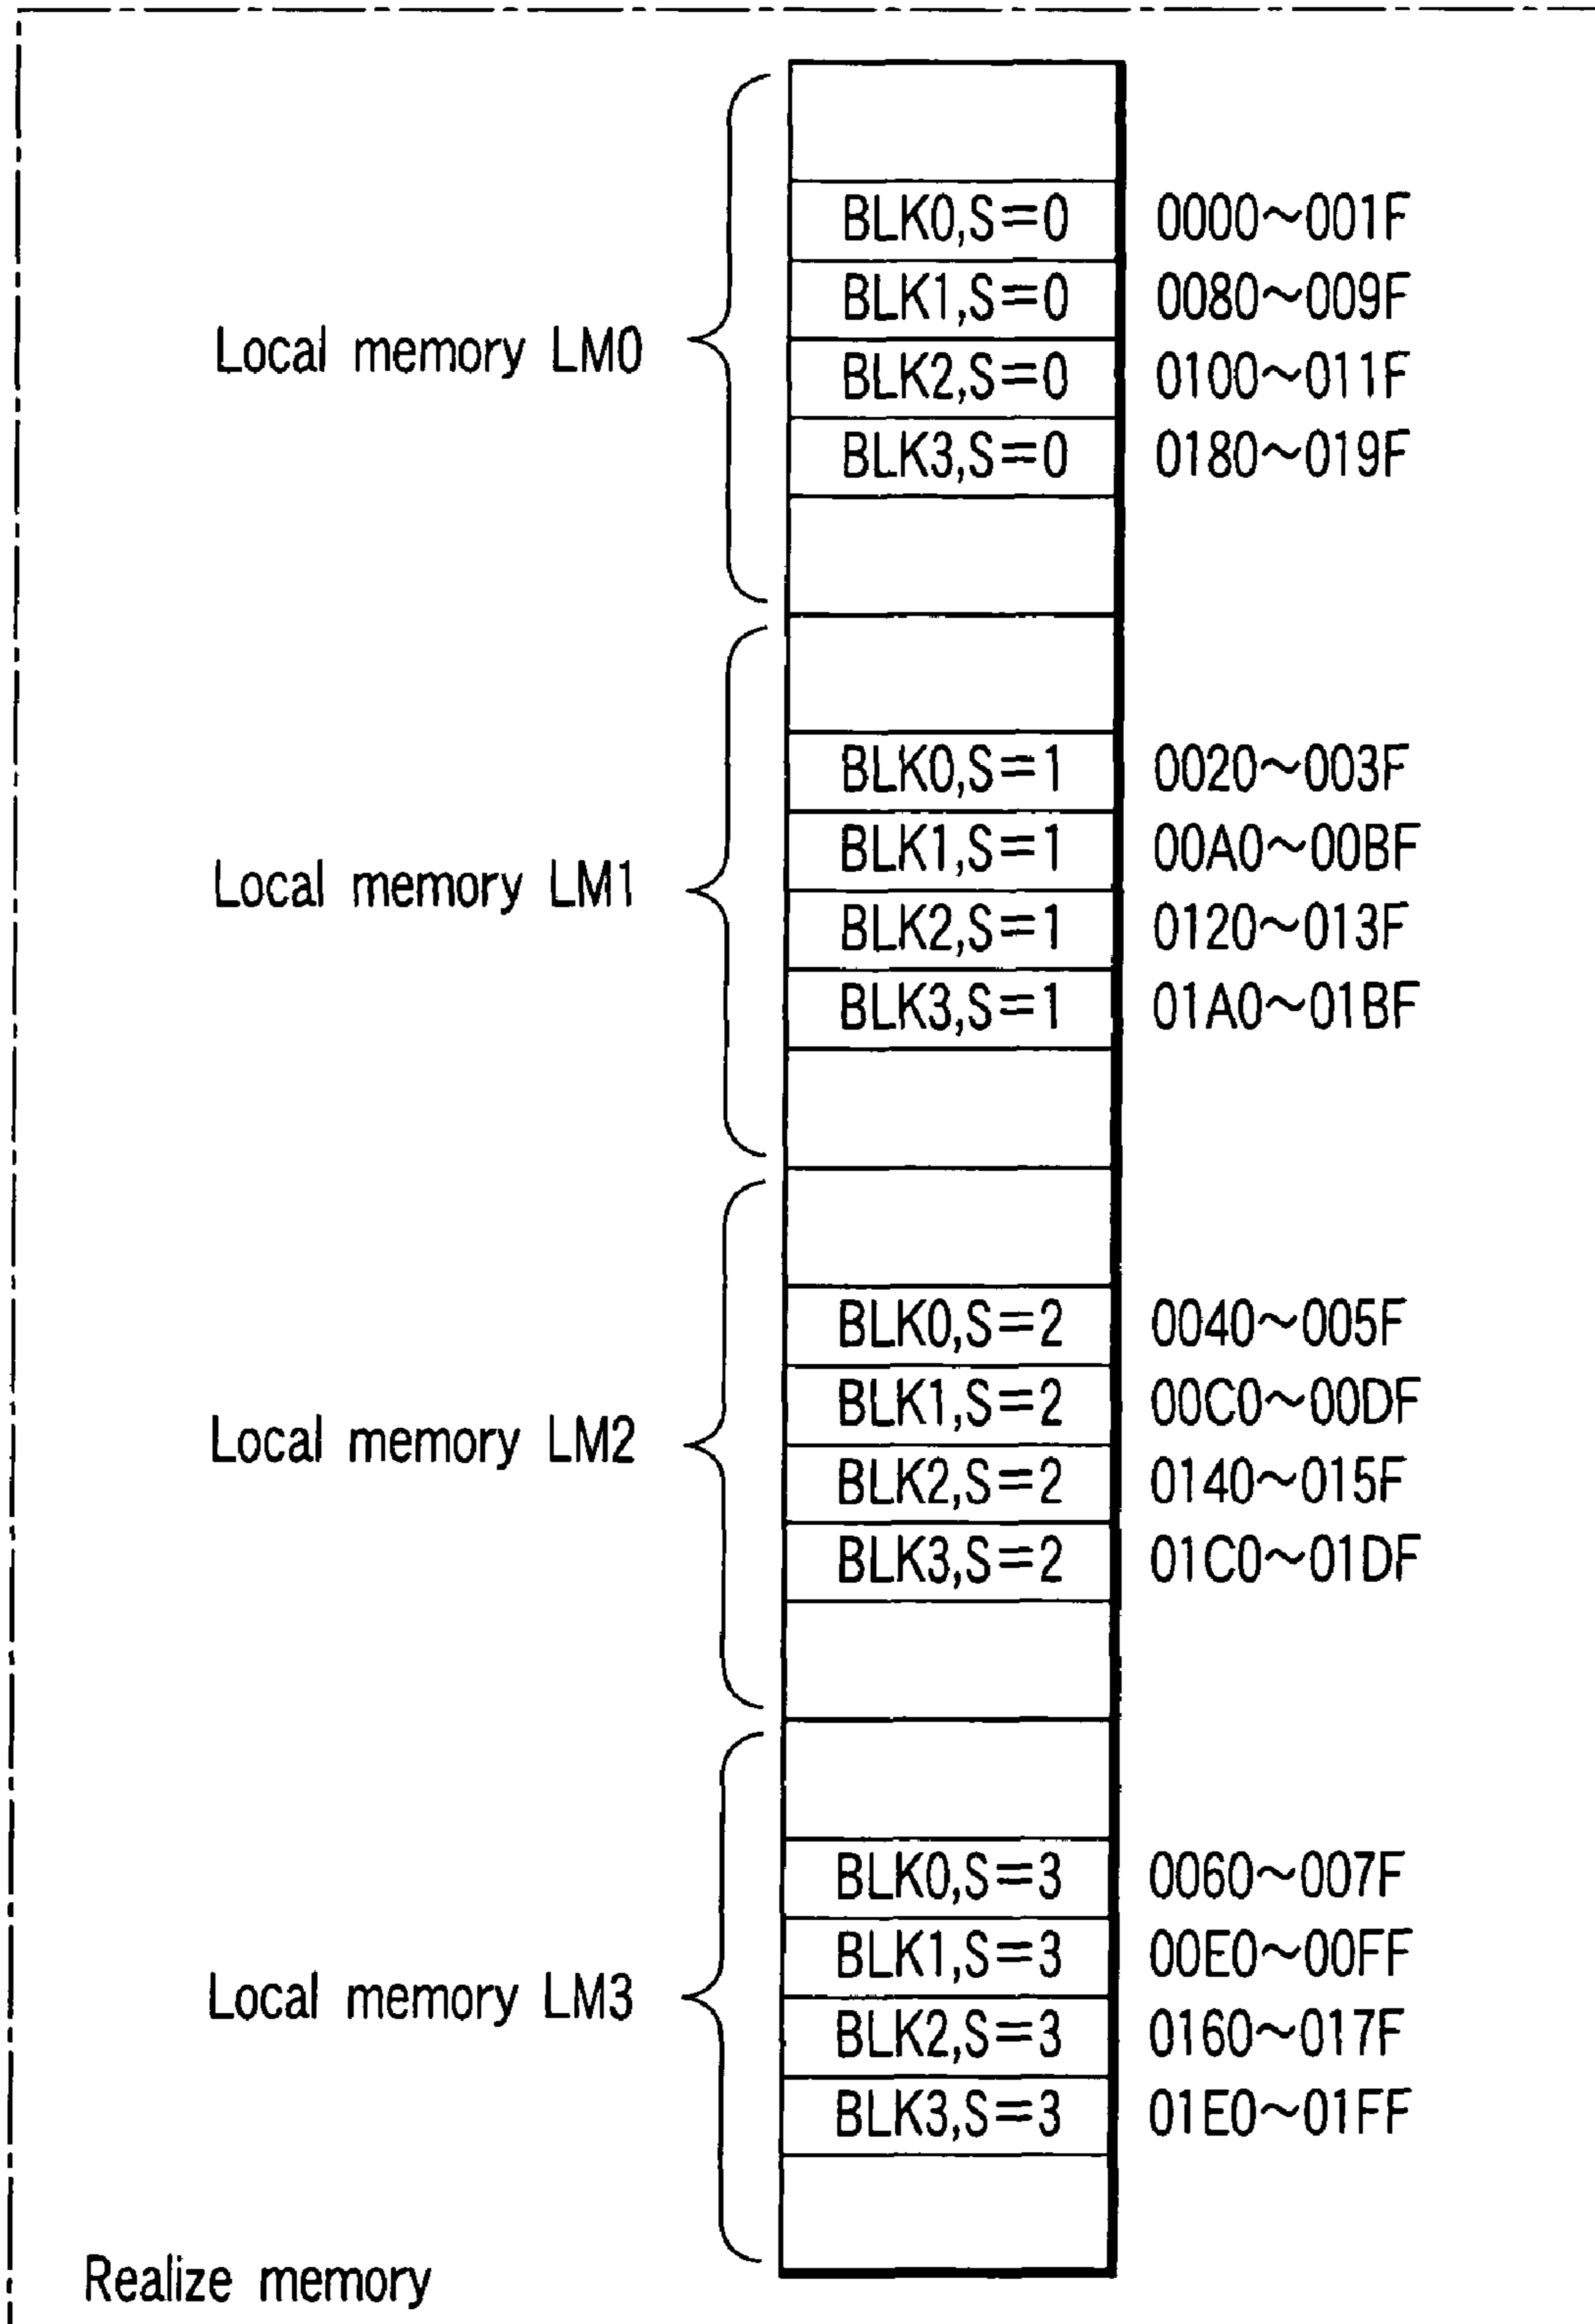 BLK0,S=0 0000~001F
BLK1,S=0 0080~009F
Local memory LM0
BLK2,S=0 0100~011F
BLK3,S=0 0180~019F
BLK0,S=1 0020~003F
BLK1,S=1 00A0~00BF
Local memory LM1
BLK2,S=1 0120~013F
BLK3,S=1 01A0~01BF
BLK0,S=2 0040~005F
BLK1,S=2 00C0~00DF
Local memory LM2
BLK2,S=2 0140~015F
BLK3,S=2 01C0~01DF
BLK0,S=3 0060~007F
BLK1,S=3 00E0~00FF
Local memory LM3
BLK2,S=3 0160~017F
BLK3,S=3 01E0~01FF
Realize memory